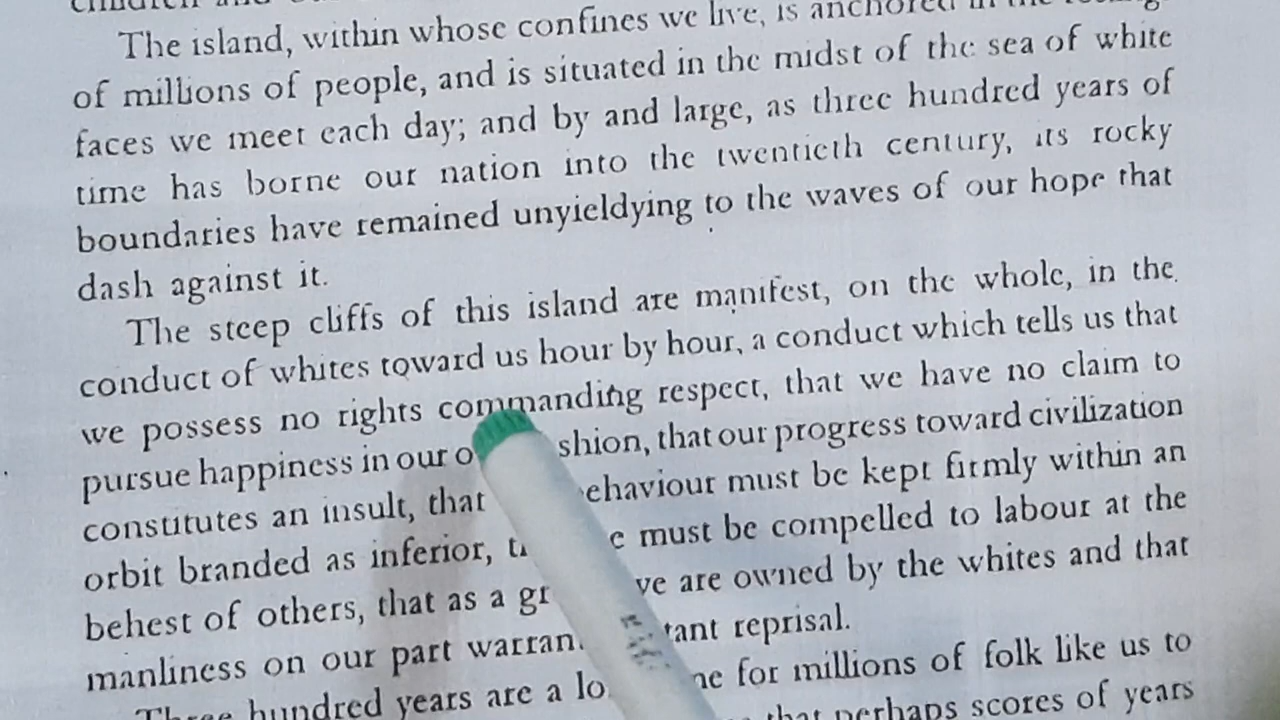 children and
The island, within whose confines we live, is anchored in the
of millions of people, and is situated in the midst of the sea of white
faces we meet each day; and by and large, as three hundred years of
time has borne our nation into the twentieth century, its rocky
boundaries have remained unyieldying to the waves of our hope that
dash against it.
The steep cliffs of this island are manifest, on the whole, in the
conduct of whites toward us hour by hour, a conduct which tells us that
we possess no rights commanding respect, that we have no claim to
pursue happiness in our o shion, that our progress toward civilization
constitutes an insult, that ehaviour must be kept firmly within an
orbit branded as inferior, t e must be compelled to labour at the
behest of others, that as a gr we are owned by the whites and that
manliness on our part warran tant reprisal.
Three hundred years are a lo me for millions of folk like us to
that perhaps scores of years